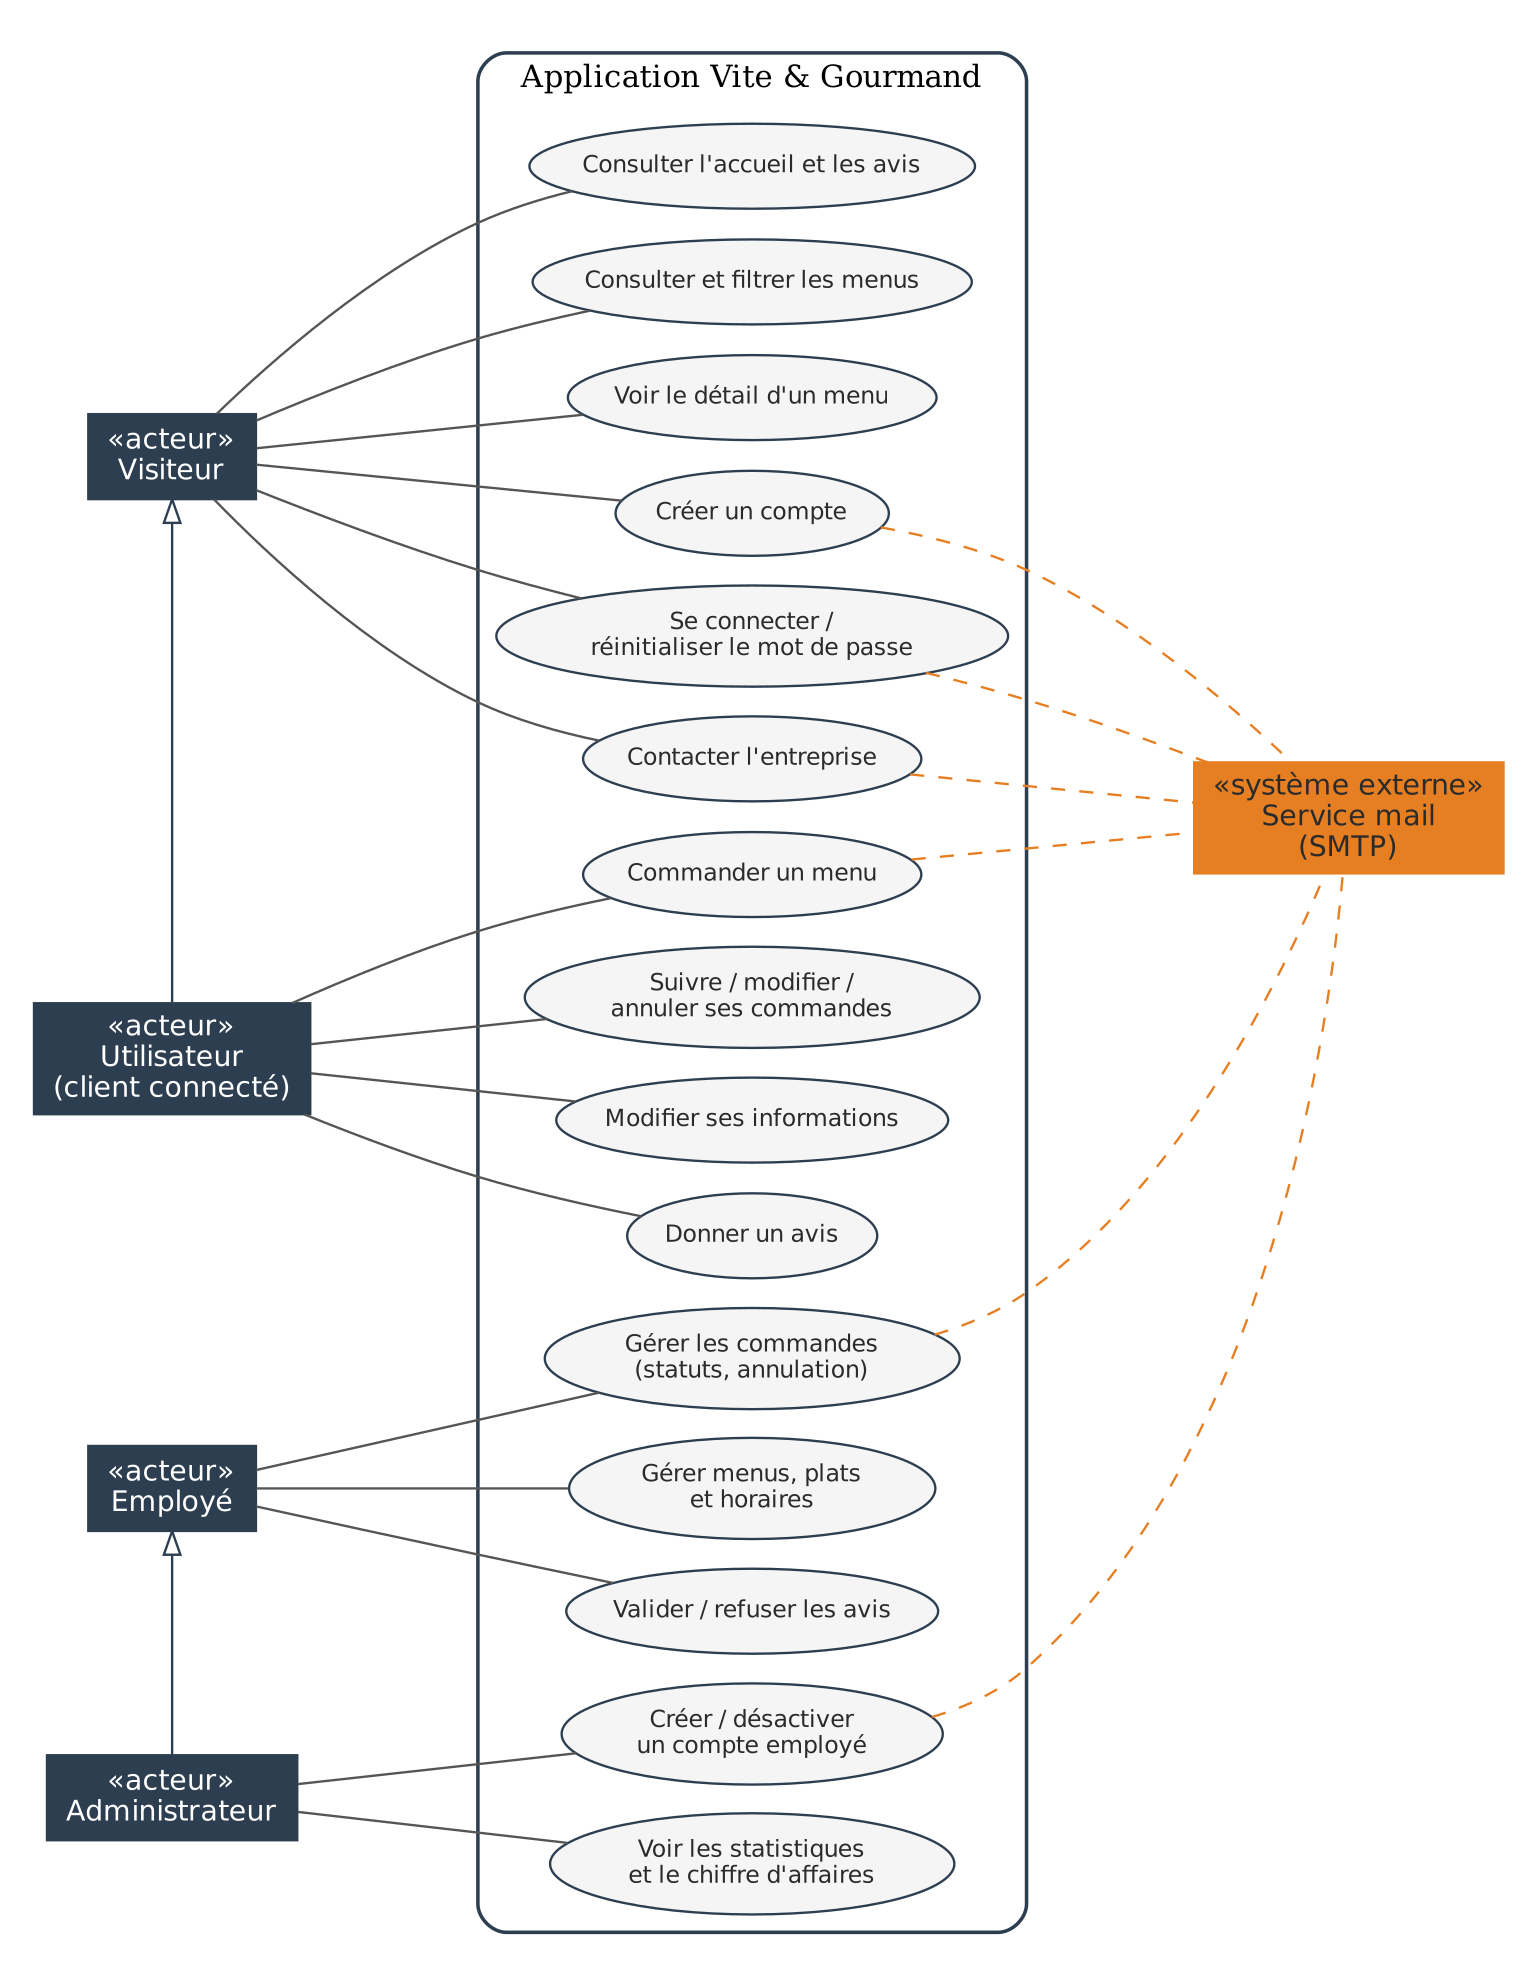 Application Vite & Gourmand
Consulter l'accueil et les avis
Consulter et filtrer les menus
Voir le détail d'un menu
«acteur»
Visiteur
Créer un compte
Se connecter /
réinitialiser le mot de passe
Contacter l'entreprise
«système externe»
Service mail
(SMTP)
Commander un menu
Suivre / modifier /
annuler ses commandes
«acteur»
Utilisateur
(client connecté)
Modifier ses informations
Donner un avis
Gérer les commandes
(statuts, annulation)
«acteur»
Employé
Gérer menus, plats
et horaires
Valider / refuser les avis
Créer / désactiver
un compte employé
«acteur»
Administrateur
Voir les statistiques
et le chiffre d'affaires